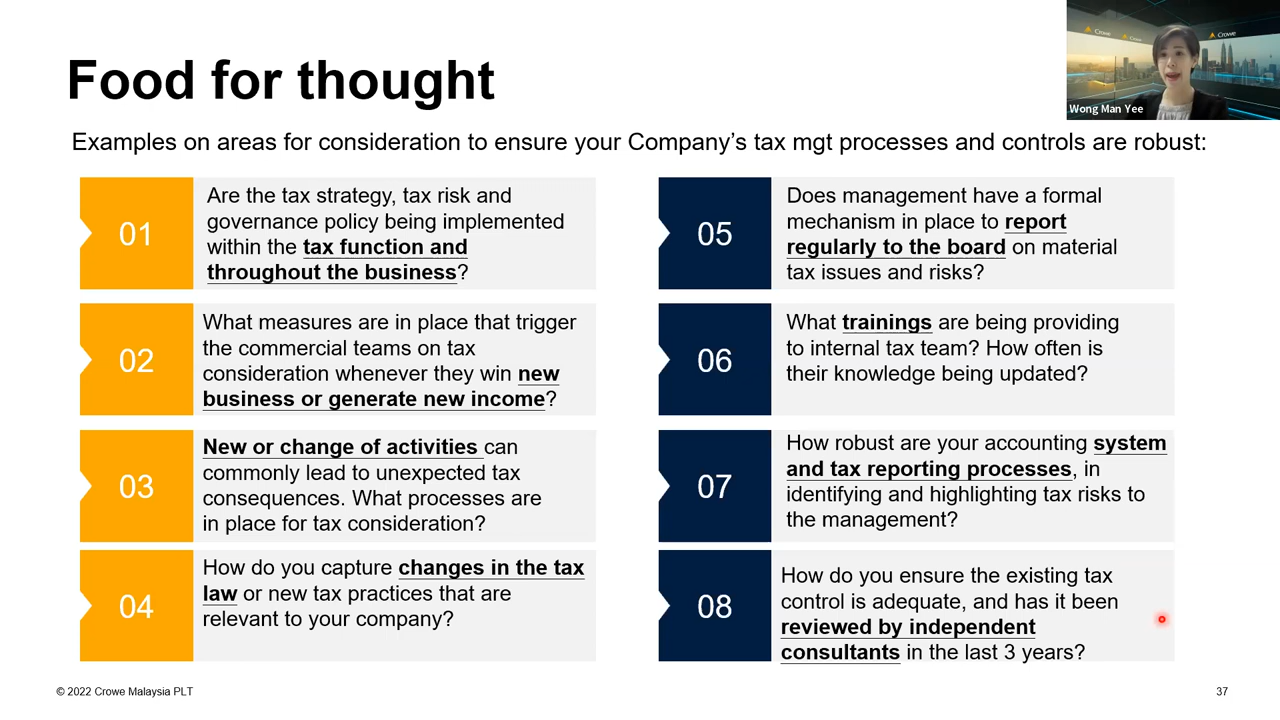 Food for thought
Crowe
Crowe
Crowe
Wong Man Yee
Examples on areas for consideration to ensure your Company’s tax mgt processes and controls are robust:
01
Are the tax strategy, tax risk and
governance policy being implemented
within the tax function and
throughout the business?
02
What measures are in place that trigger
the commercial teams on tax
consideration whenever they win new
business or generate new income?
03
New or change of activities can
commonly lead to unexpected tax
consequences. What processes are
in place for tax consideration?
04
How do you capture changes in the tax
law or new tax practices that are
relevant to your company?
05
Does management have a formal
mechanism in place to report
regularly to the board on material
tax issues and risks?
06
What trainings are being providing
to internal tax team? How often is
their knowledge being updated?
07
How robust are your accounting system
and tax reporting processes, in
identifying and highlighting tax risks to
the management?
08
How do you ensure the existing tax
control is adequate, and has it been
reviewed by independent
consultants in the last 3 years?
© 2022 Crowe Malaysia PLT
37